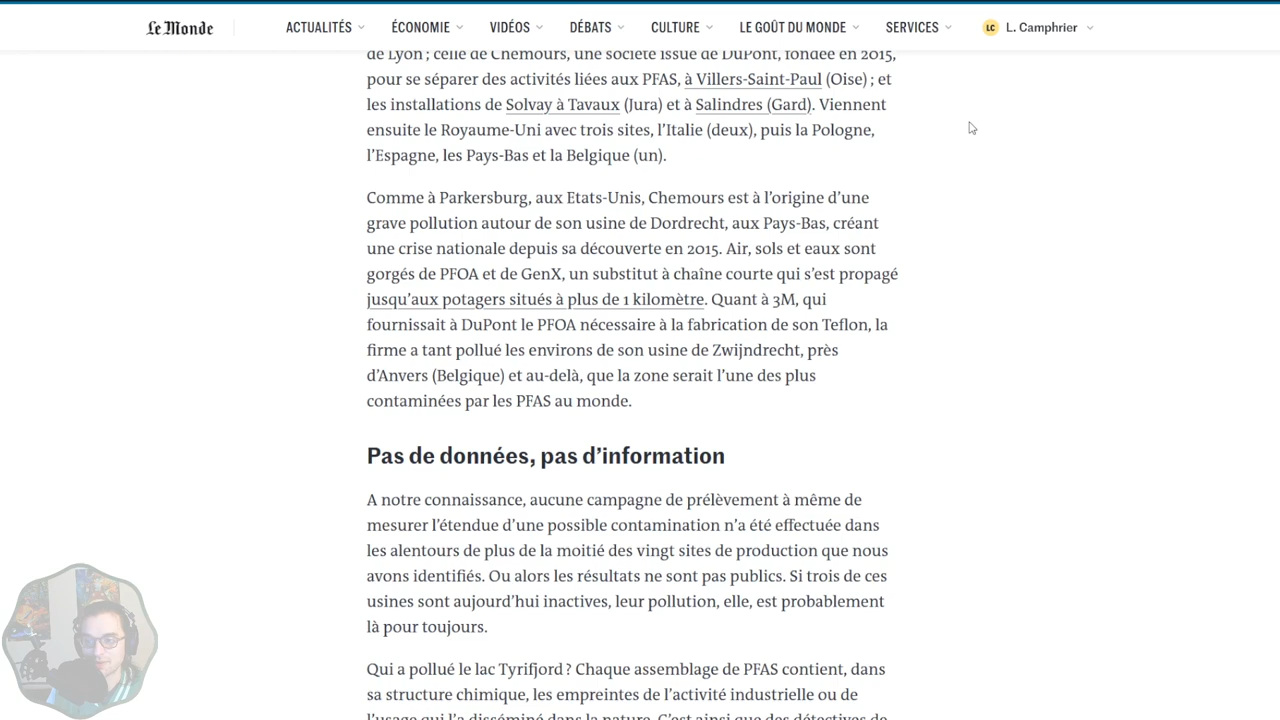 Le Monde
ACTUALITÉS
ÉCONOMIE
VIDÉOS
DÉBATS
CULTURE
LE GOÛT DU MONDE
SERVICES
LC
L. Camphrier
de Lyon ; celle de Chemours, une société issue de DuPont, fondée en 2015,
pour se séparer des activités liées aux PFAS, à Villers-Saint-Paul (Oise) ; et
les installations de Solvay à Tavaux (Jura) et à Salindres (Gard). Viennent
ensuite le Royaume-Uni avec trois sites, l’Italie (deux), puis la Pologne,
l’Espagne, les Pays-Bas et la Belgique (un).
Comme à Parkersburg, aux Etats-Unis, Chemours est à l’origine d’une
grave pollution autour de son usine de Dordrecht, aux Pays-Bas, créant
une crise nationale depuis sa découverte en 2015. Air, sols et eaux sont
gorgés de PFOA et de GenX, un substitut à chaîne courte qui s’est propagé
jusqu’aux potagers situés à plus de 1 kilomètre. Quant à 3M, qui
fournissait à DuPont le PFOA nécessaire à la fabrication de son Teflon, la
firme a tant pollué les environs de son usine de Zwijndrecht, près
d’Anvers (Belgique) et au-delà, que la zone serait l’une des plus
contaminées par les PFAS au monde.
Pas de données, pas d’information
A notre connaissance, aucune campagne de prélèvement à même de
mesurer l’étendue d’une possible contamination n’a été effectuée dans
les alentours de plus de la moitié des vingt sites de production que nous
avons identifiés. Ou alors les résultats ne sont pas publics. Si trois de ces
usines sont aujourd’hui inactives, leur pollution, elle, est probablement
là pour toujours.
Qui a pollué le lac Tyrifjord ? Chaque assemblage de PFAS contient, dans
sa structure chimique, les empreintes de l’activité industrielle ou de
l’usage qui l’a disséminé dans la nature. C’est ainsi que des détectives de